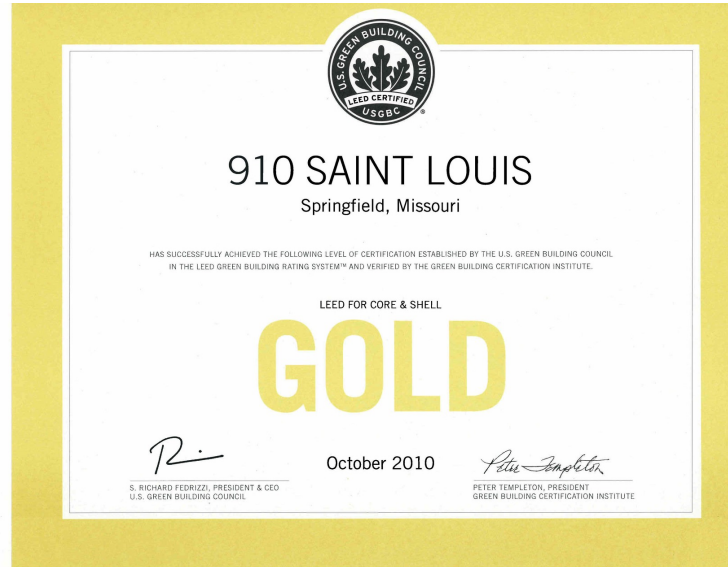 U.S. GREEN BUILDING COUNCIL
LEED CERTIFIED
USGBC
®
910 SAINT LOUIS
Springfield, Missouri
HAS SUCCESSFULLY ACHIEVED THE FOLLOWING LEVEL OF CERTIFICATION ESTABLISHED BY THE U.S. GREEN BUILDING COUNCIL
IN THE LEED GREEN BUILDING RATING SYSTEM™ AND VERIFIED BY THE GREEN BUILDING CERTIFICATION INSTITUTE.
LEED FOR CORE & SHELL
GOLD
October 2010
S. RICHARD FEDRIZZI, PRESIDENT & CEO
U.S. GREEN BUILDING COUNCIL
Peter Templeton
PETER TEMPLETON, PRESIDENT
GREEN BUILDING CERTIFICATION INSTITUTE